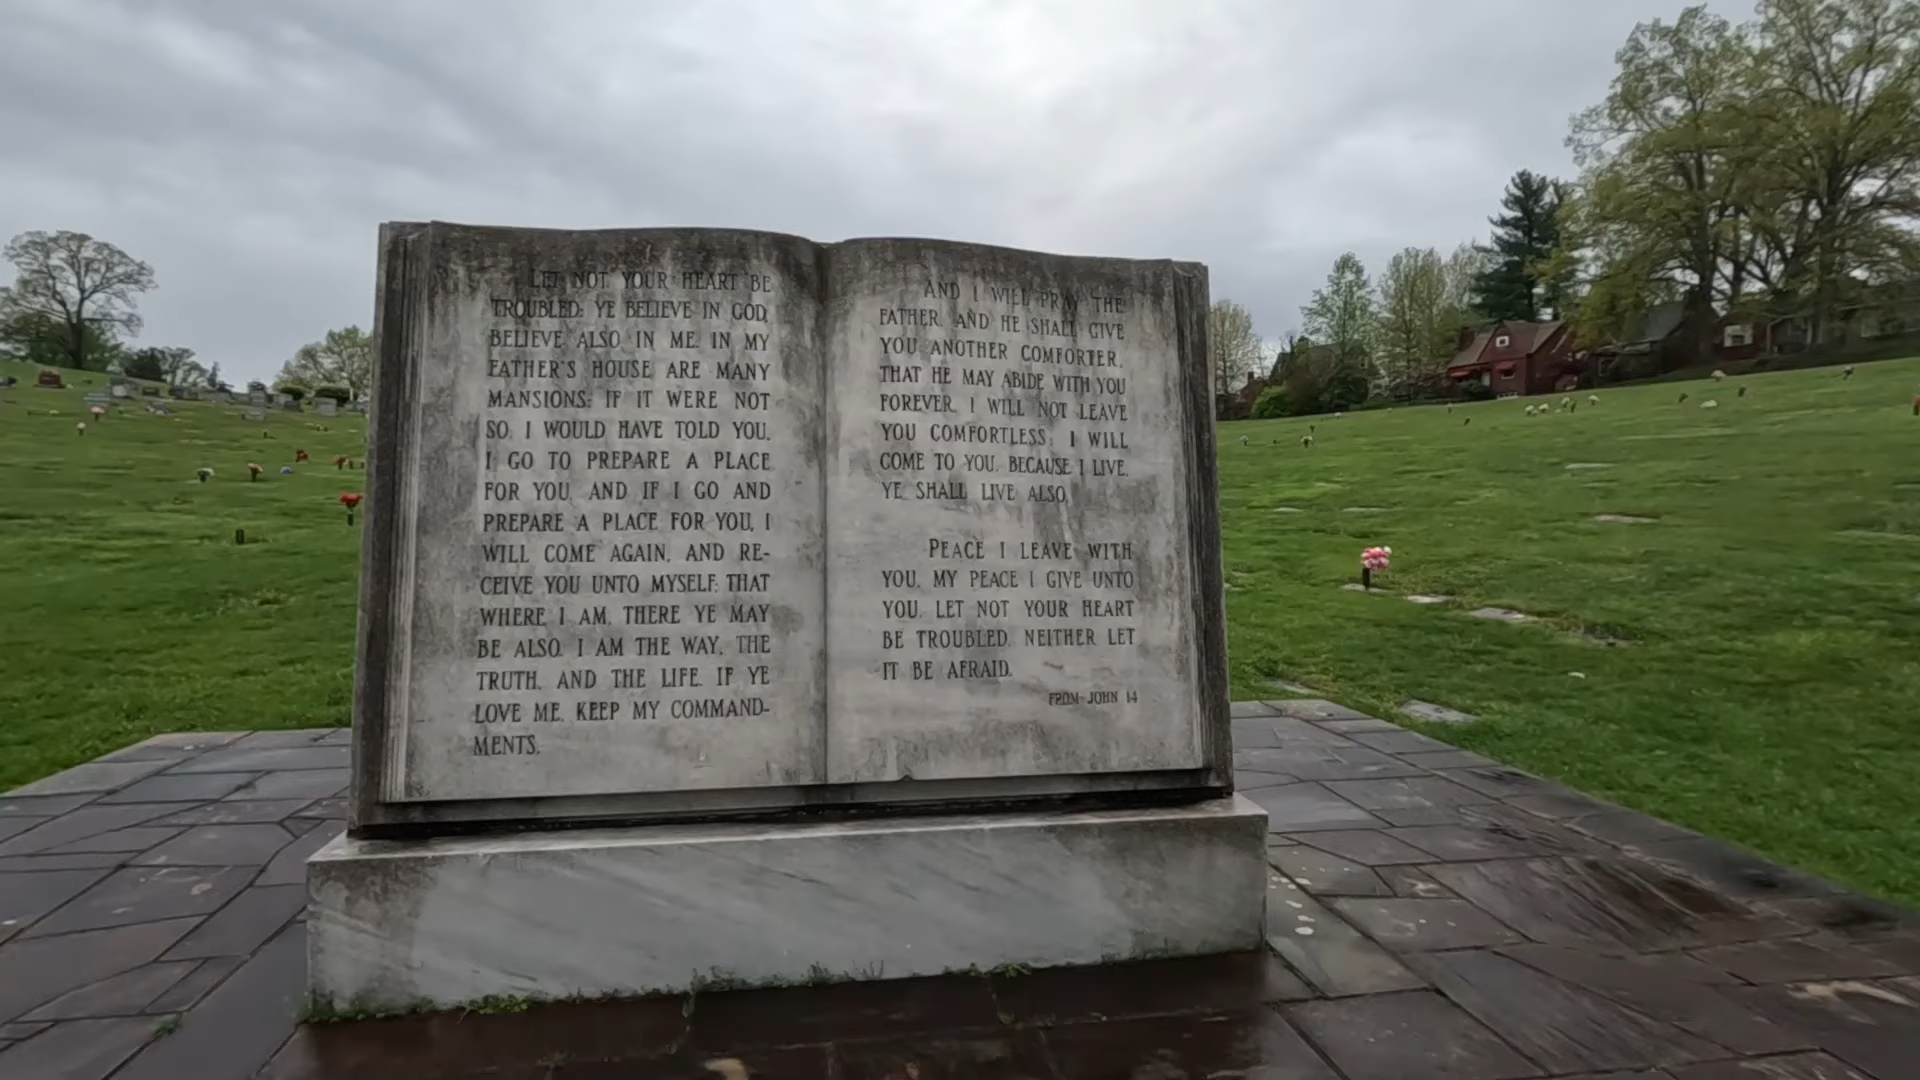 LET NOT YOUR HEART BE
TROUBLED: YE BELIEVE IN GOD,
BELIEVE ALSO IN ME. IN MY
FATHER'S HOUSE ARE MANY
MANSIONS: IF IT WERE NOT
SO, I WOULD HAVE TOLD YOU.
I GO TO PREPARE A PLACE
FOR YOU. AND IF I GO AND
PREPARE A PLACE FOR YOU, I
WILL COME AGAIN, AND RE-
CEIVE YOU UNTO MYSELF; THAT
WHERE I AM, THERE YE MAY
BE ALSO. I AM THE WAY, THE
TRUTH, AND THE LIFE. IF YE
LOVE ME, KEEP MY COMMAND-
MENTS.
AND I WILL PRAY THE
FATHER, AND HE SHALL GIVE
YOU ANOTHER COMFORTER,
THAT HE MAY ABIDE WITH YOU
FOREVER. I WILL NOT LEAVE
YOU COMFORTLESS: I WILL
COME TO YOU. BECAUSE I LIVE,
YE SHALL LIVE ALSO.
PEACE I LEAVE WITH
YOU, MY PEACE I GIVE UNTO
YOU. LET NOT YOUR HEART
BE TROUBLED, NEITHER LET
IT BE AFRAID.
FROM JOHN 14